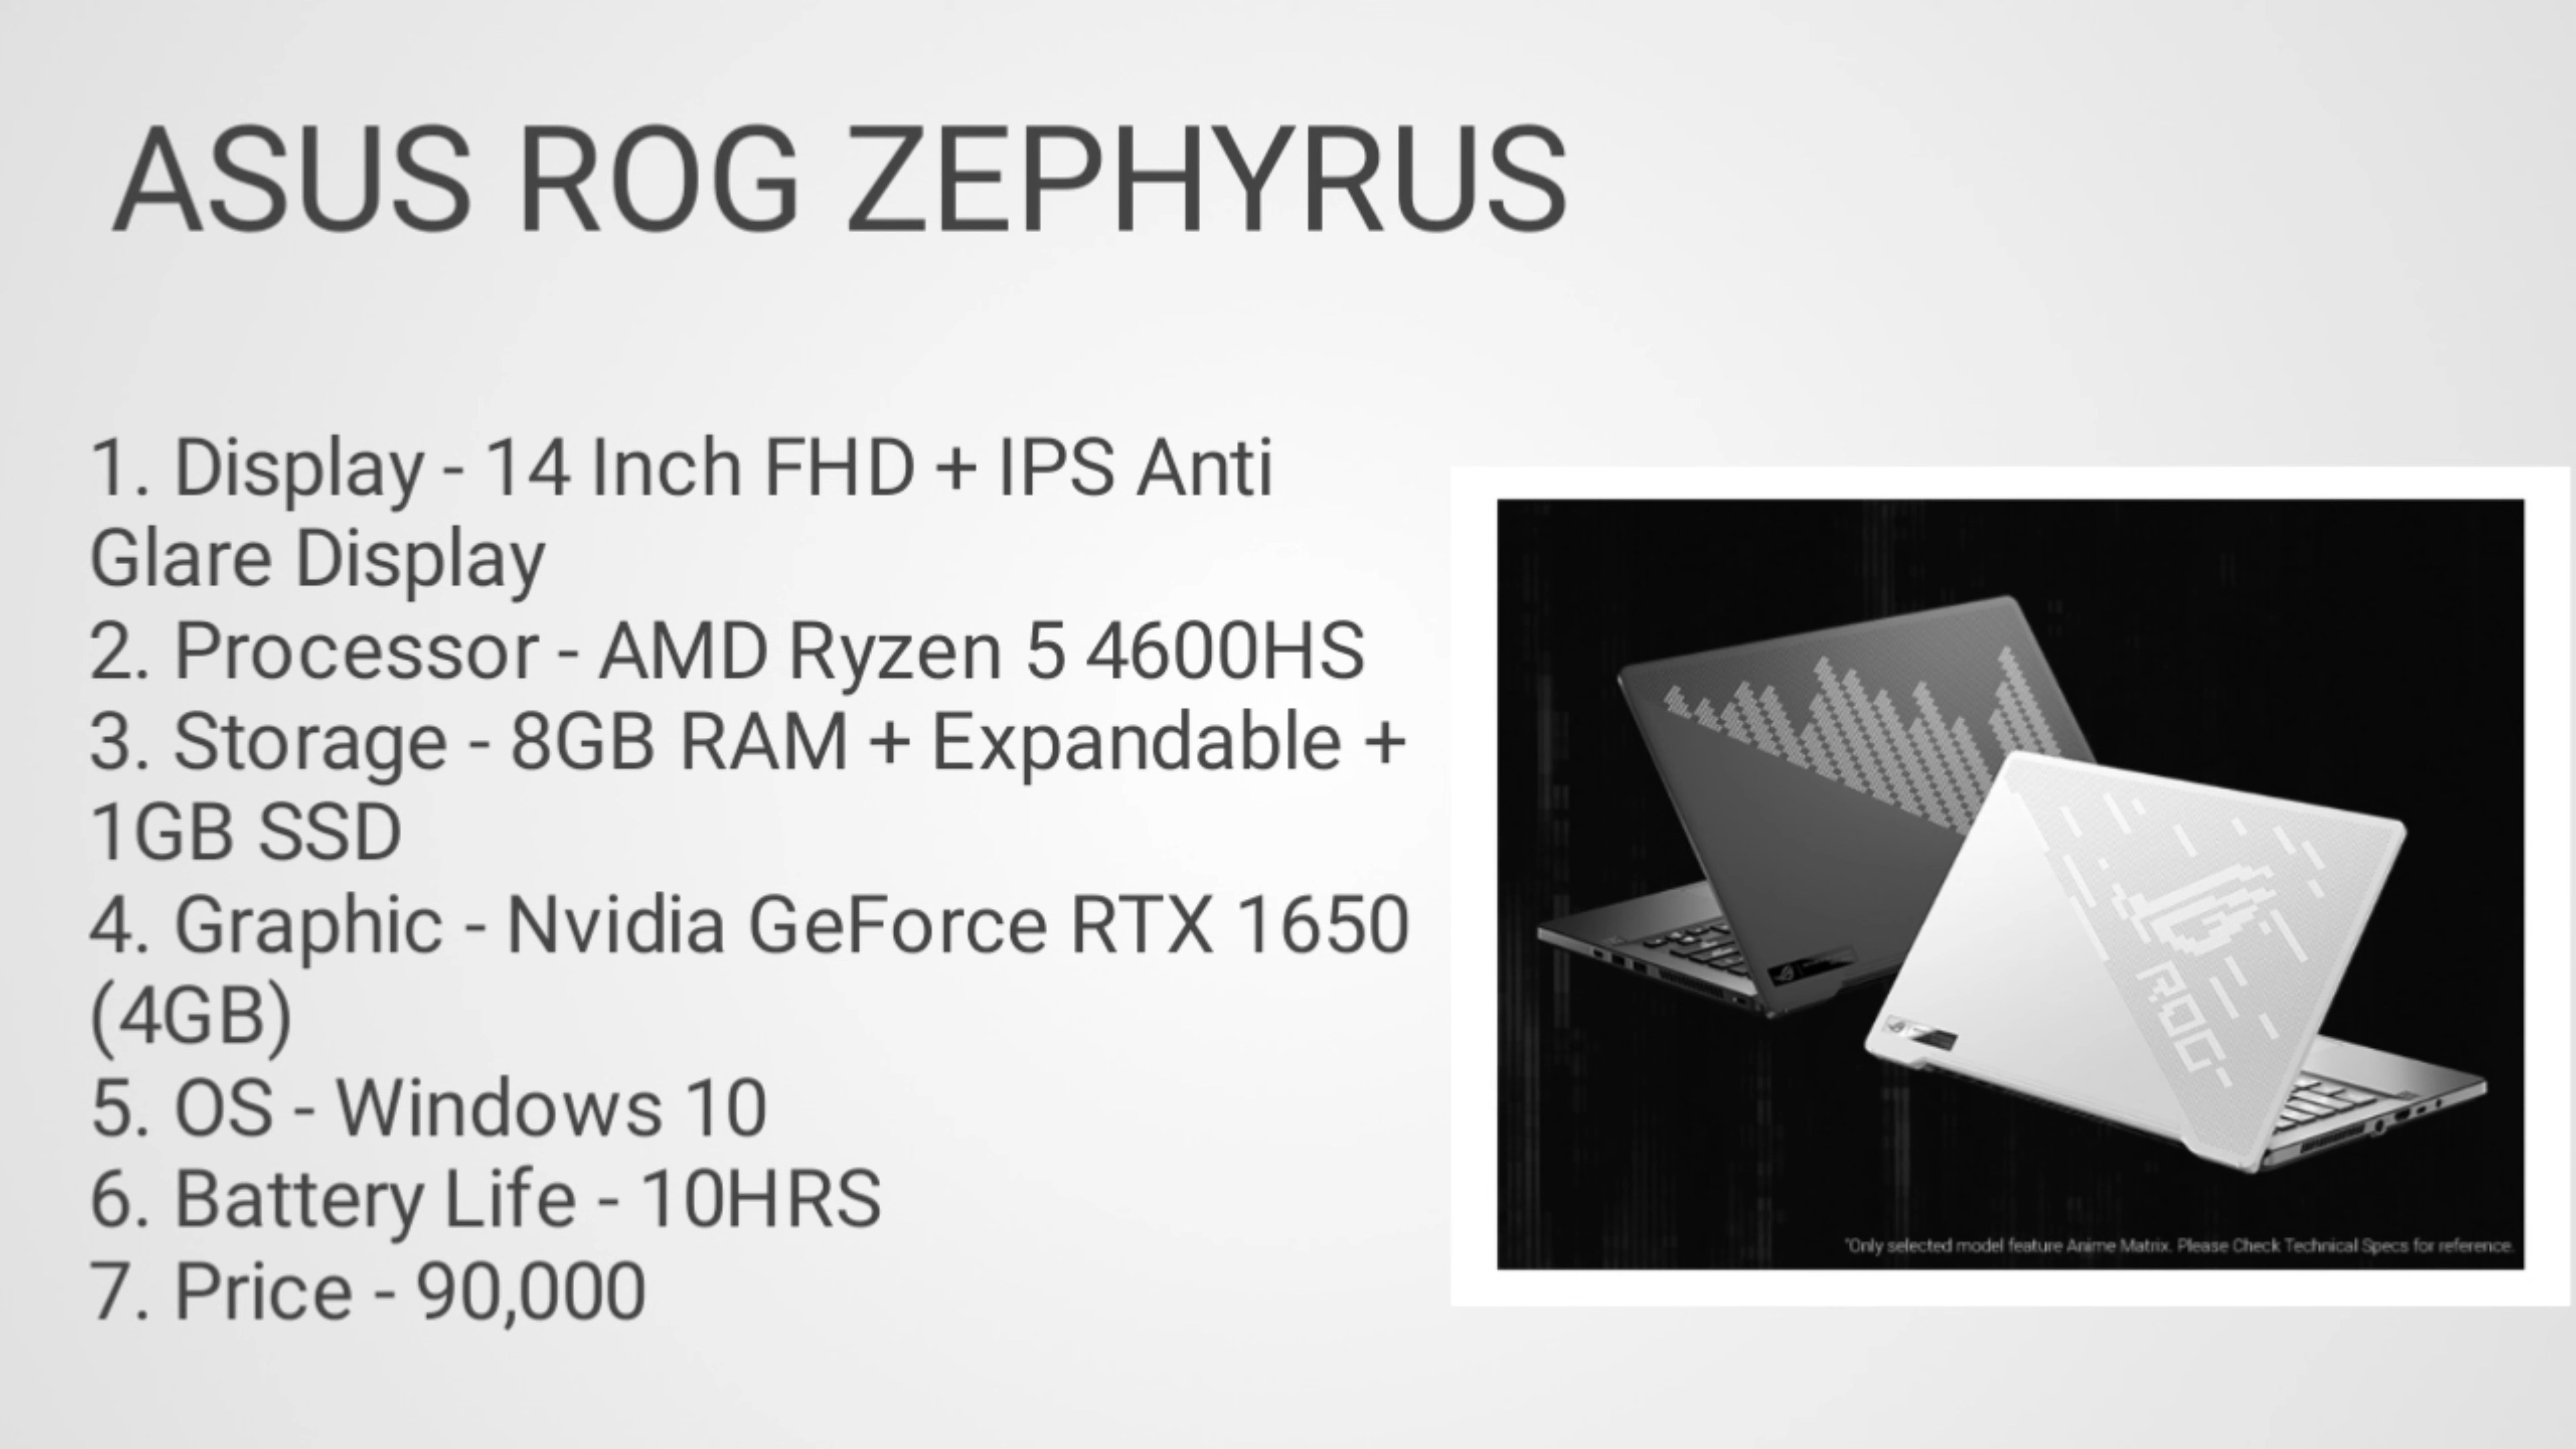 ASUS ROG ZEPHYRUS
1. Display - 14 Inch FHD + IPS Anti
Glare Display
2. Processor - AMD Ryzen 5 4600HS
3. Storage - 8GB RAM + Expandable +
1GB SSD
4. Graphic - Nvidia GeForce RTX 1650
(4GB)
5. OS - Windows 10
6. Battery Life - 10HRS
7. Price - 90,000
ROG
*Only selected model feature Anime Matrix. Please Check Technical Specs for reference.